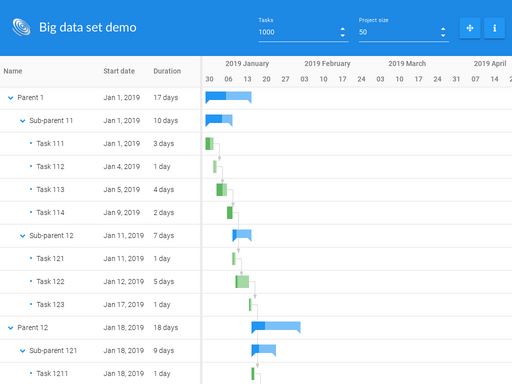 Big data set demo
Tasks
1000
Project size
50
Name Start date Duration
2019 January 2019 February 2019 March 2019 April
30 06 13 20 27 03 10 17 24 03 10 17 24 31 07 14 21
Parent 1 Jan 1, 2019 17 days
Sub-parent 11 Jan 1, 2019 10 days
Task 111 Jan 1, 2019 3 days
Task 112 Jan 4, 2019 1 day
Task 113 Jan 5, 2019 4 days
Task 114 Jan 9, 2019 2 days
Sub-parent 12 Jan 11, 2019 7 days
Task 121 Jan 11, 2019 1 day
Task 122 Jan 12, 2019 5 days
Task 123 Jan 17, 2019 1 day
Parent 12 Jan 18, 2019 18 days
Sub-parent 121 Jan 18, 2019 9 days
Task 1211 Jan 18, 2019 1 day